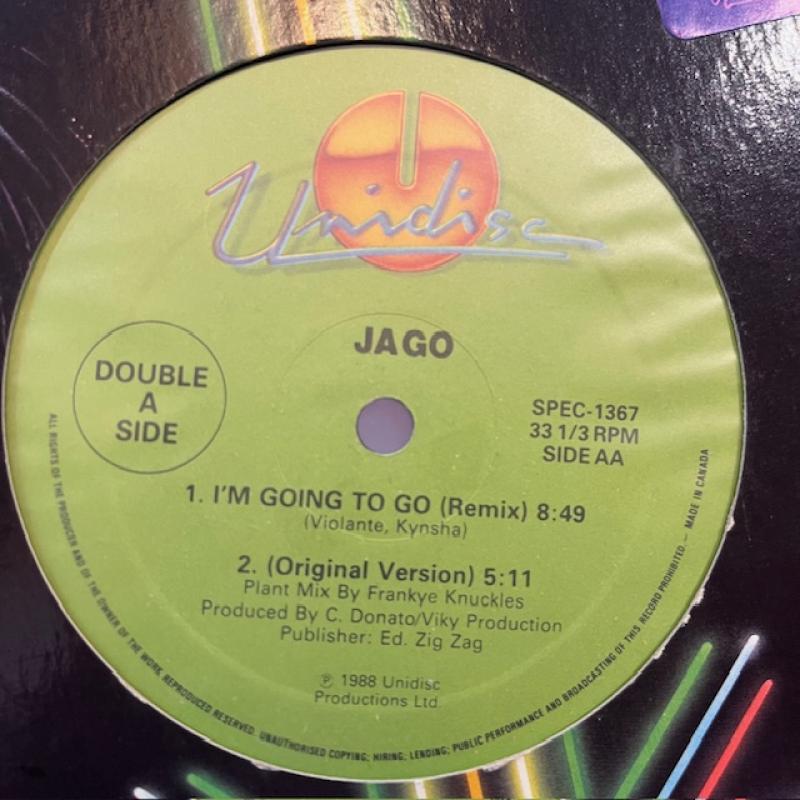 Unidisc
JAGO
DOUBLE
A
SIDE
SPEC-1367
33 1/3 RPM
SIDE AA
1. I'M GOING TO GO (Remix) 8:49
(Violante, Kynsha)
2. (Original Version) 5:11
Plant Mix By Frankye Knuckles
Produced By C. Donato/Viky Production
Publisher: Ed. Zig Zag
℗ 1988 Unidisc
Productions Ltd.
ALL RIGHTS OF THE PRODUCER AND OF THE OWNER OF THE WORK REPRODUCED RESERVED. UNAUTHORISED COPYING; HIRING; LENDING; PUBLIC PERFORMANCE AND BROADCASTING OF THIS RECORD PROHIBITED. — MADE IN CANADA